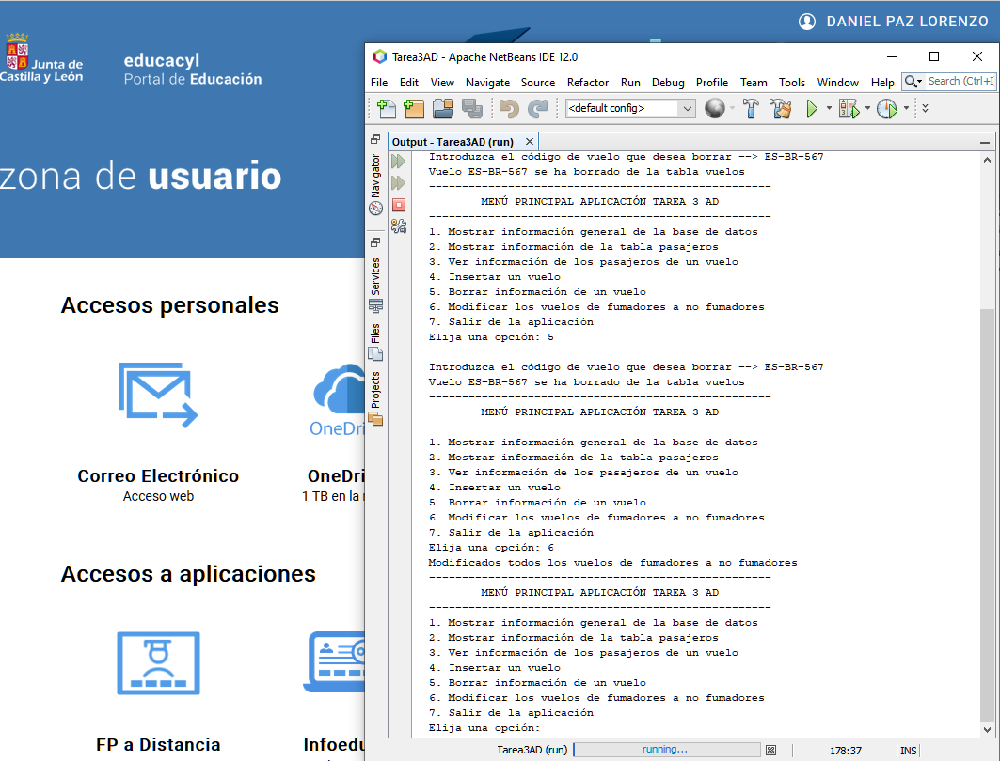 DANIEL PAZ LORENZO
Junta de
Castilla y León
educacyl
Portal de Educación
zona de usuario
Accesos personales
Correo Electrónico
Acceso web
OneDri
OneDri
1 TB en la
Accesos a aplicaciones
FP a Distancia
Infoedu
Tarea3AD - Apache NetBeans IDE 12.0
File Edit View Navigate Source Refactor Run Debug Profile Team Tools Window Help
Search (Ctrl+I
<default config>
Output - Tarea3AD (run)
Navigator
Services
Files
Projects
Introduzca el código de vuelo que desea borrar --> ES-BR-567
Vuelo ES-BR-567 se ha borrado de la tabla vuelos
----------------------------------------------------
MENÚ PRINCIPAL APLICACIÓN TAREA 3 AD
----------------------------------------------------
1. Mostrar información general de la base de datos
2. Mostrar información de la tabla pasajeros
3. Ver información de los pasajeros de un vuelo
4. Insertar un vuelo
5. Borrar información de un vuelo
6. Modificar los vuelos de fumadores a no fumadores
7. Salir de la aplicación
Elija una opción: 5
Introduzca el código de vuelo que desea borrar --> ES-BR-567
Vuelo ES-BR-567 se ha borrado de la tabla vuelos
----------------------------------------------------
MENÚ PRINCIPAL APLICACIÓN TAREA 3 AD
----------------------------------------------------
1. Mostrar información general de la base de datos
2. Mostrar información de la tabla pasajeros
3. Ver información de los pasajeros de un vuelo
4. Insertar un vuelo
5. Borrar información de un vuelo
6. Modificar los vuelos de fumadores a no fumadores
7. Salir de la aplicación
Elija una opción: 6
Modificados todos los vuelos de fumadores a no fumadores
----------------------------------------------------
MENÚ PRINCIPAL APLICACIÓN TAREA 3 AD
----------------------------------------------------
1. Mostrar información general de la base de datos
2. Mostrar información de la tabla pasajeros
3. Ver información de los pasajeros de un vuelo
4. Insertar un vuelo
5. Borrar información de un vuelo
6. Modificar los vuelos de fumadores a no fumadores
7. Salir de la aplicación
Elija una opción:
Tarea3AD (run) running... 178:37 INS